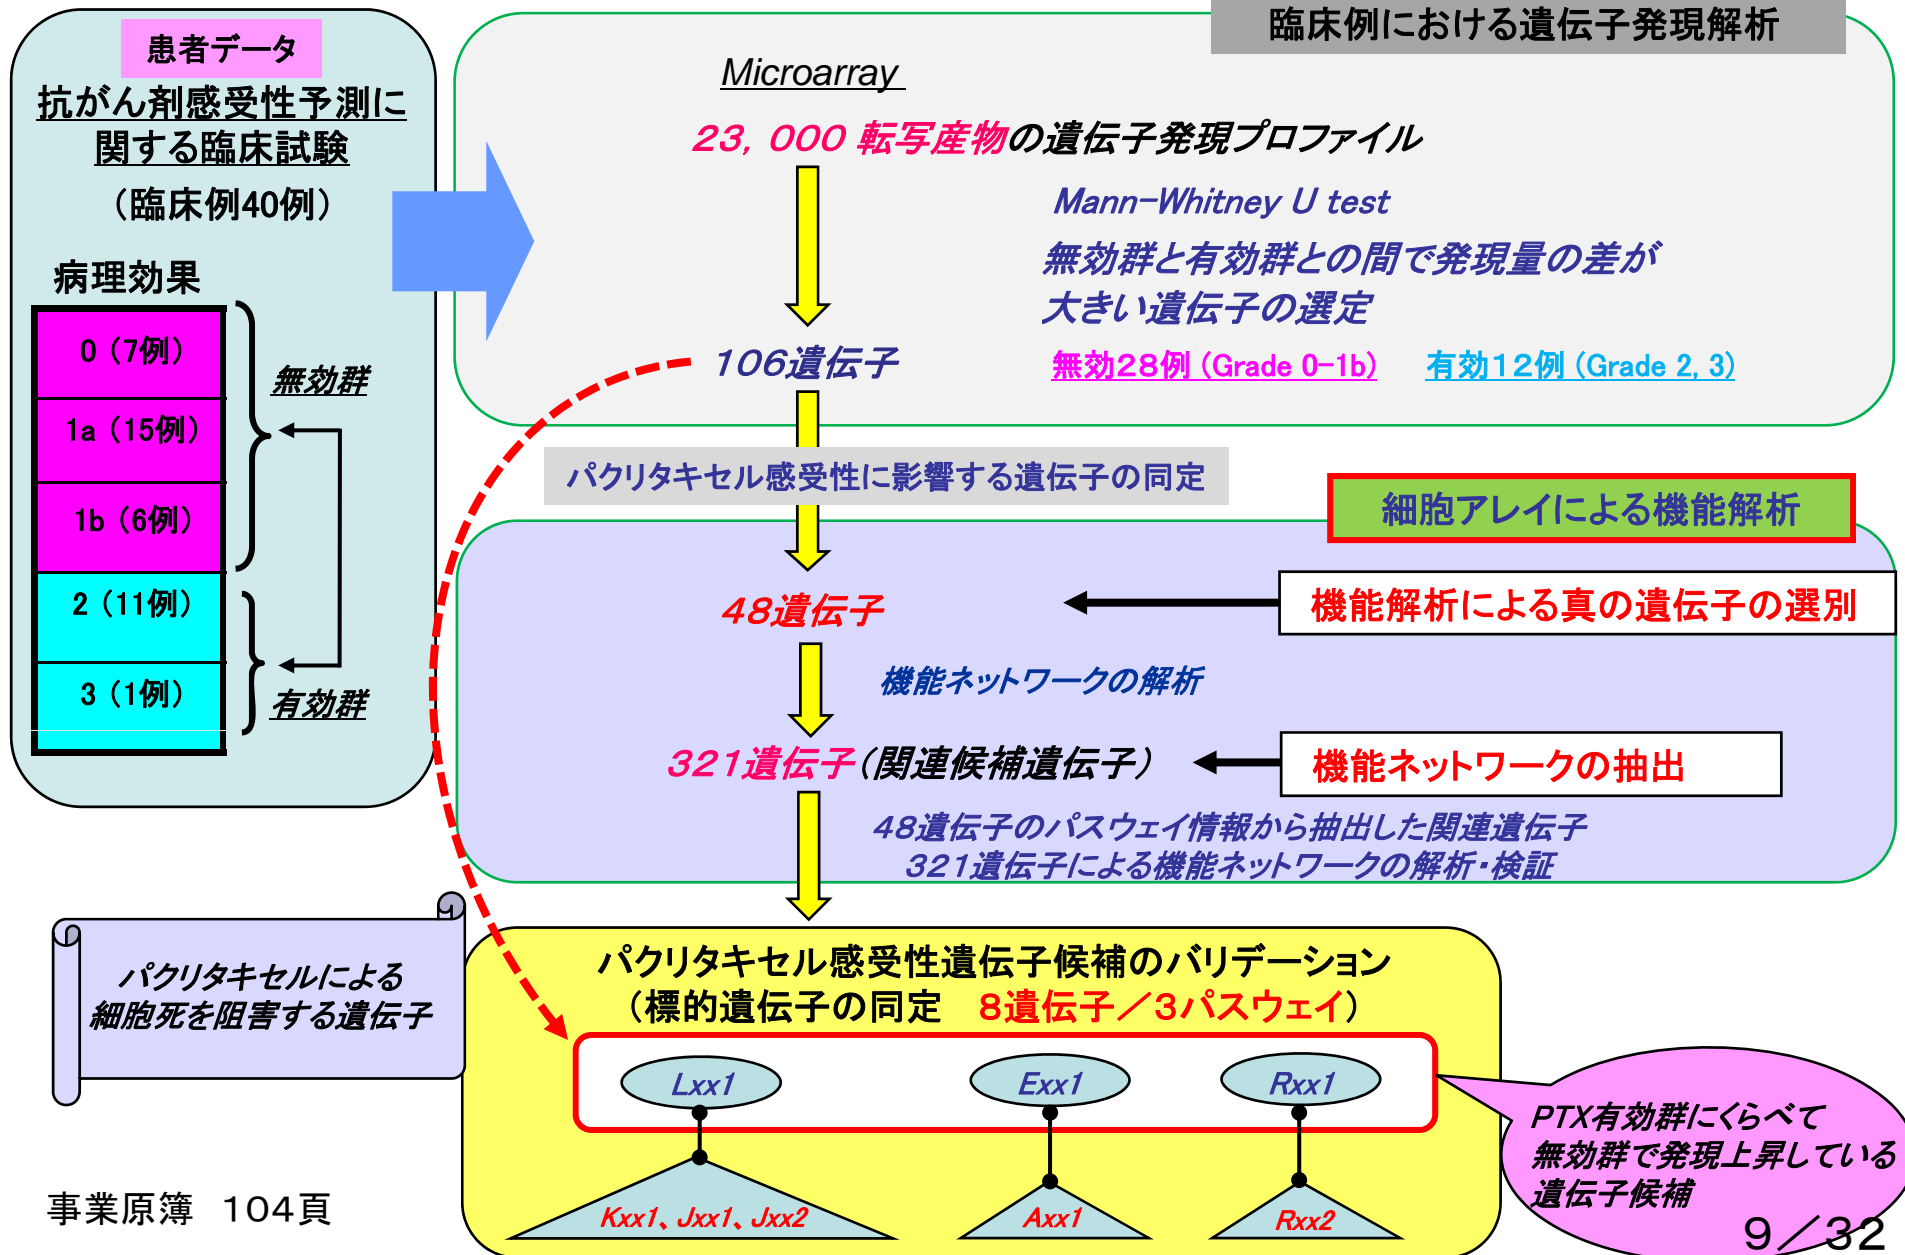 患者データ
抗がん剤感受性予測に
関する臨床試験
（臨床例40例）
病理効果
0（7例）
1a（15例）
1b（6例）
2（11例）
3（1例）
無効群
有効群
臨床例における遺伝子発現解析
Microarray
２３，０００ 転写産物の遺伝子発現プロファイル
Mann-Whitney U test
無効群と有効群との間で発現量の差が
大きい遺伝子の選定
１０６遺伝子
無効２８例（Grade 0-1b）
有効１２例（Grade 2, 3）
パクリタキセル感受性に影響する遺伝子の同定
細胞アレイによる機能解析
４８遺伝子
機能解析による真の遺伝子の選別
機能ネットワークの解析
３２１遺伝子（関連候補遺伝子）
機能ネットワークの抽出
４８遺伝子のパスウェイ情報から抽出した関連遺伝子
３２１遺伝子による機能ネットワークの解析・検証
パクリタキセルによる
細胞死を阻害する遺伝子
パクリタキセル感受性遺伝子候補のバリデーション
（標的遺伝子の同定　８遺伝子／３パスウェイ）
Lxx1
Exx1
Rxx1
Kxx1、Jxx1、Jxx2
Axx1
Rxx2
PTX有効群にくらべて
無効群で発現上昇している
遺伝子候補
事業原簿　１０４頁
９／３２